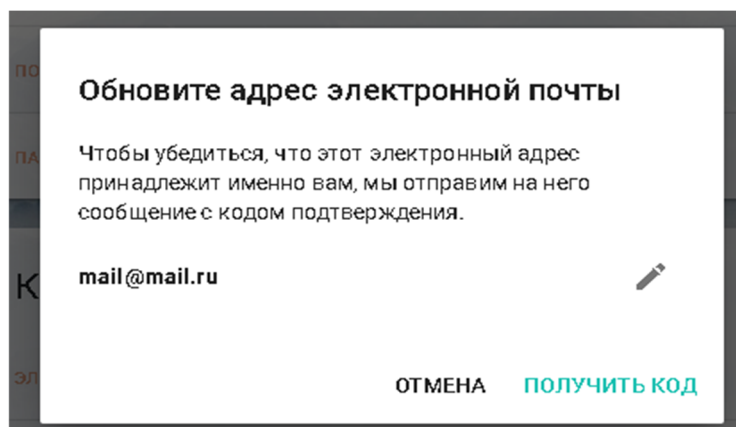 Обновите адрес электронной почты
Чтобы убедиться, что этот электронный адрес
принадлежит именно вам, мы отправим на него
сообщение с кодом подтверждения.
mail@mail.ru
ОТМЕНА ПОЛУЧИТЬ КОД